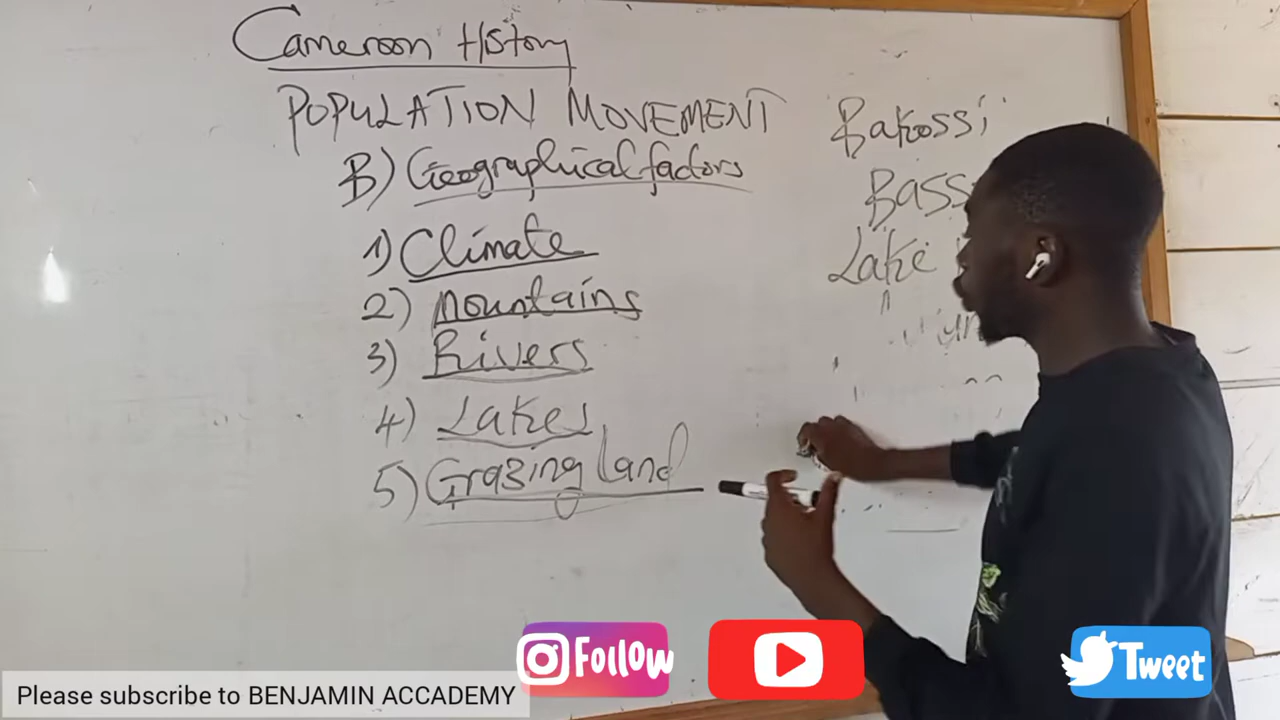 Cameroon History
POPULATION MOVEMENT
B) Geographical factors
1) Climate
2) Mountains
3) Rivers
4) Lakes
5) Grazing land
Bakossi
Lake
Follow
Tweet
Please subscribe to BENJAMIN ACCADEMY